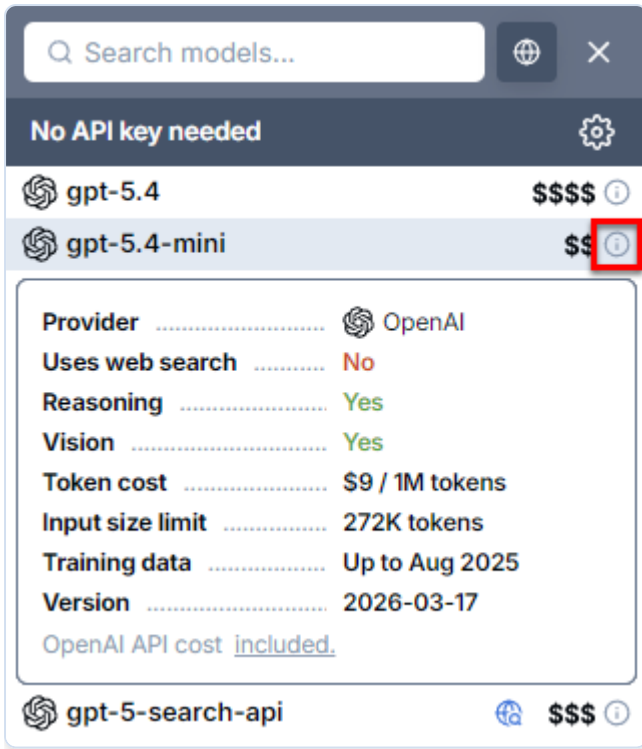 Search models...
No API key needed
gpt-5.4 $$$$
gpt-5.4-mini $$
Provider ........................ OpenAI
Uses web search ............ No
Reasoning ........................ Yes
Vision ................................ Yes
Token cost ....................... $9 / 1M tokens
Input size limit ................. 272K tokens
Training data ................... Up to Aug 2025
Version ............................ 2026-03-17
OpenAI API cost included.
gpt-5-search-api $$$